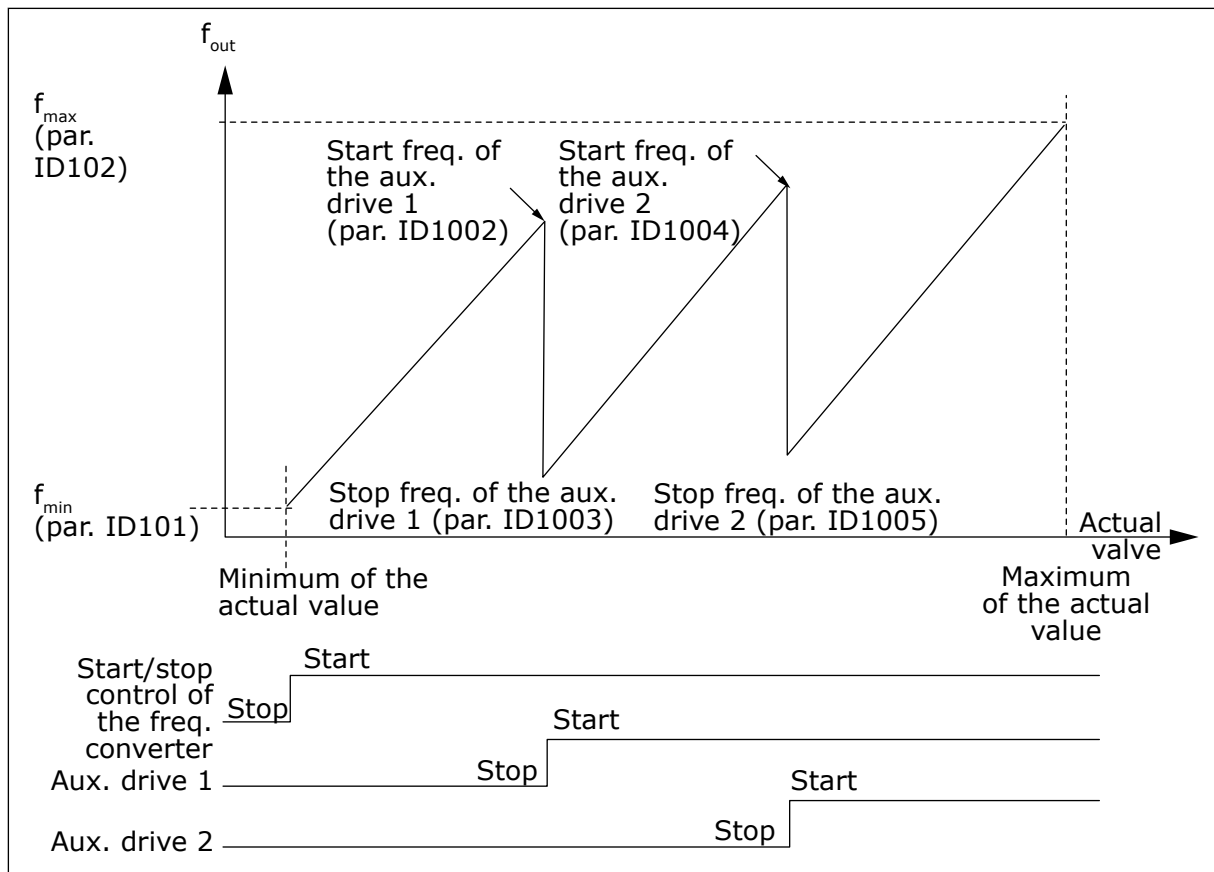 f_out
f_max
(par.
ID102)
Start freq. of
the aux.
drive 1
(par. ID1002)
Start freq. of
the aux.
drive 2
(par. ID1004)
f_min
(par. ID101)
Stop freq. of the aux.
drive 1 (par. ID1003)
Stop freq. of the aux.
drive 2 (par. ID1005)
Actual
valve
Minimum of the
actual value
Maximum
of the actual
value
Start/stop
control of
the freq.
converter
Stop
Start
Aux. drive 1
Stop
Start
Aux. drive 2
Stop
Start